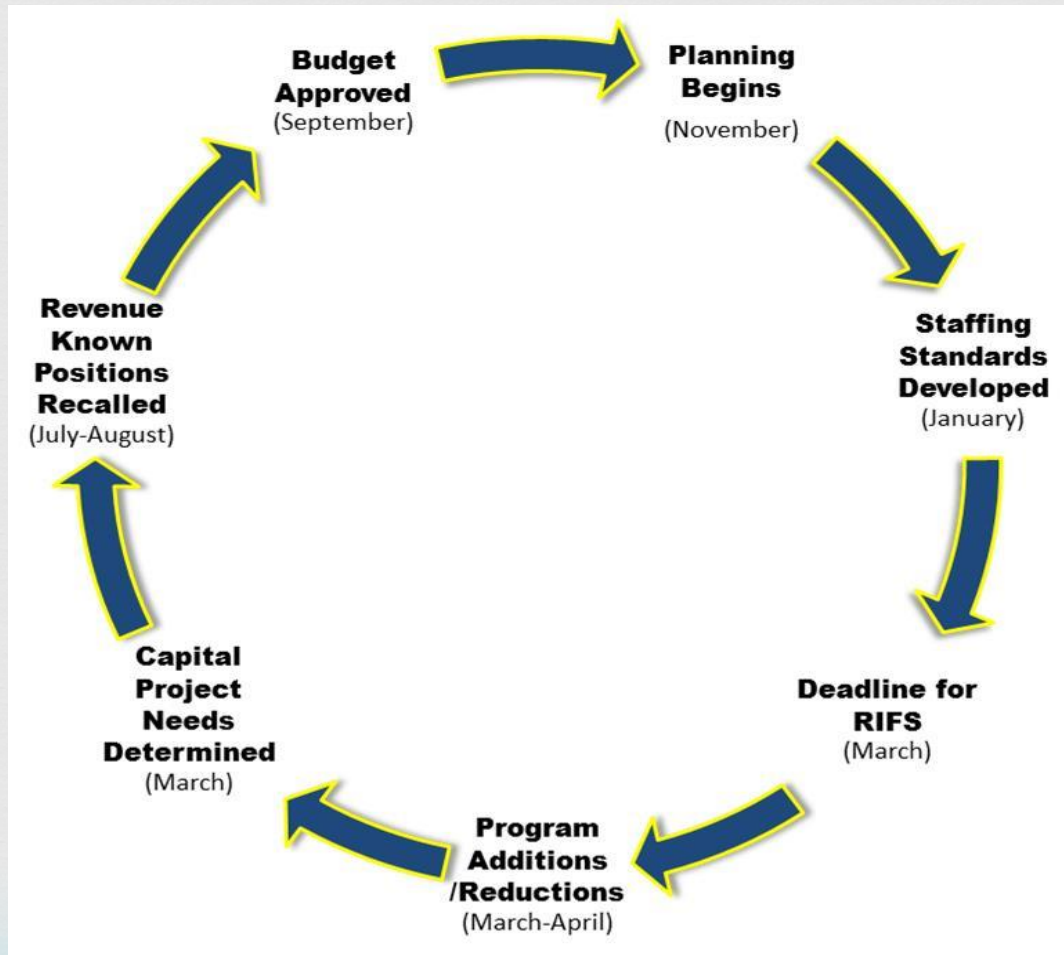 Budget
Approved
(September)
Planning
Begins
(November)
Staffing
Standards
Developed
(January)
Deadline for
RIFS
(March)
Program
Additions
/Reductions
(March-April)
Capital
Project
Needs
Determined
(March)
Revenue
Known
Positions
Recalled
(July-August)